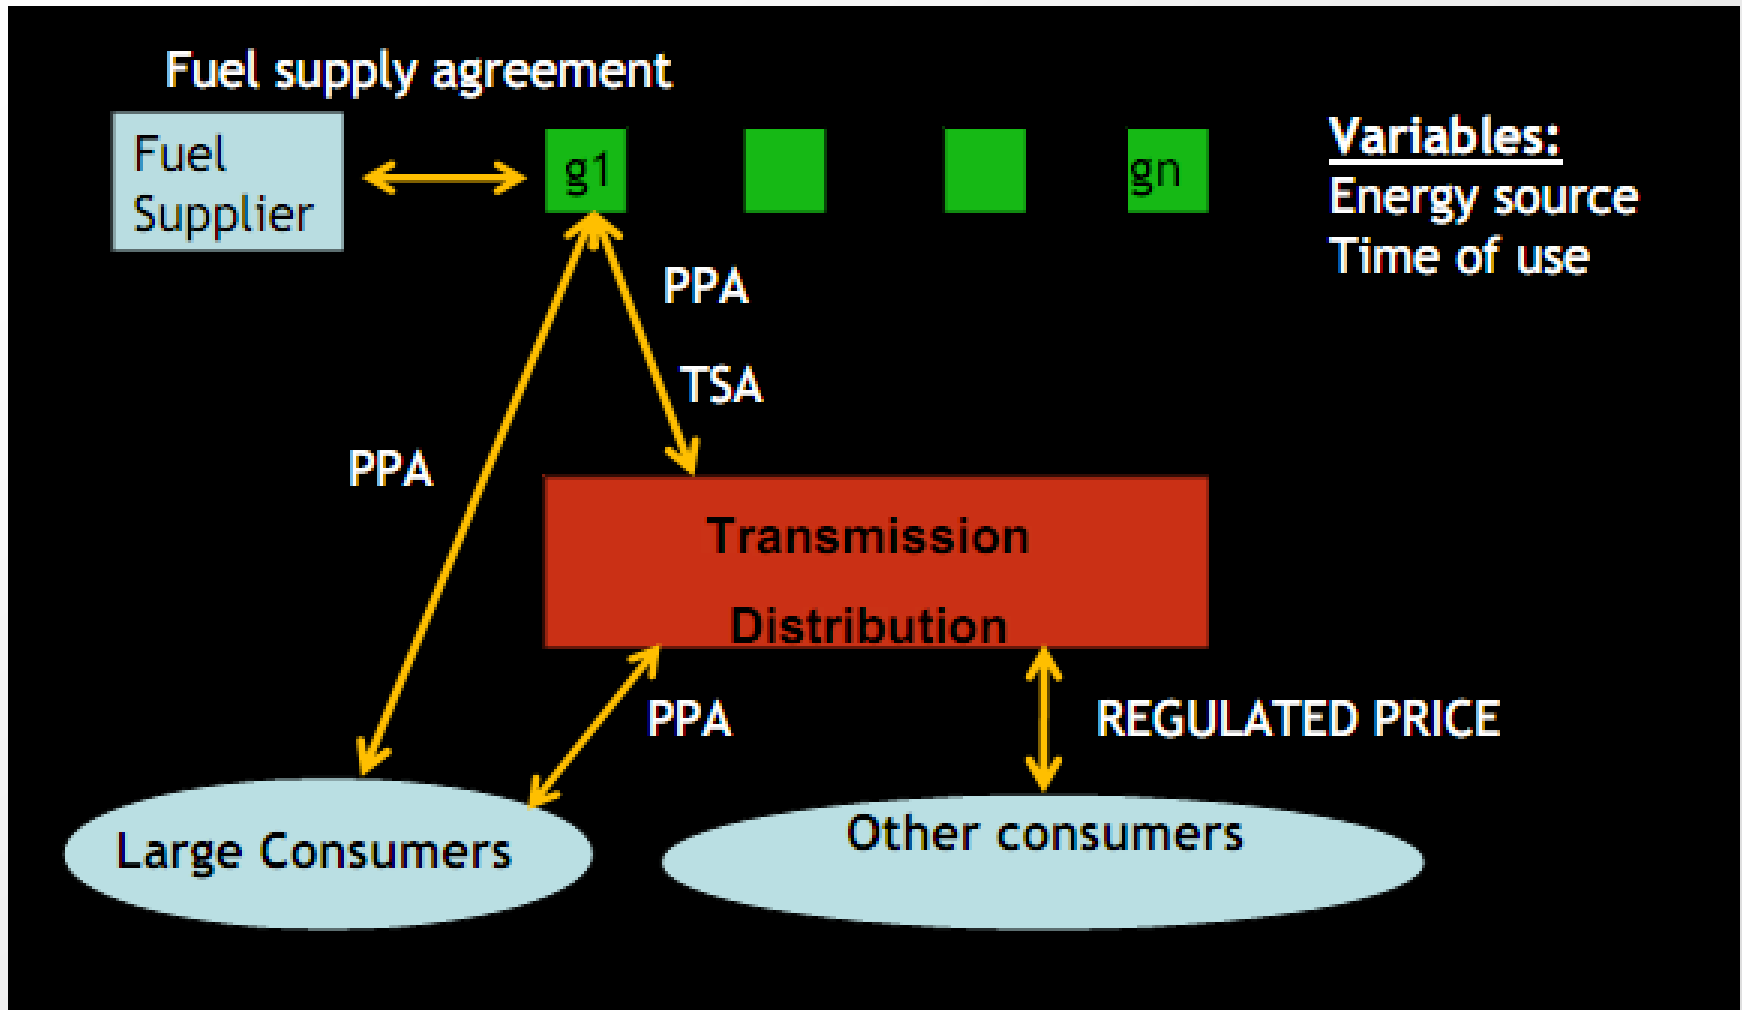 Fuel supply agreement
Fuel
Supplier
g1
gn
Variables:
Energy source
Time of use
PPA
TSA
PPA
Transmission
Distribution
PPA
REGULATED PRICE
Large Consumers
Other consumers